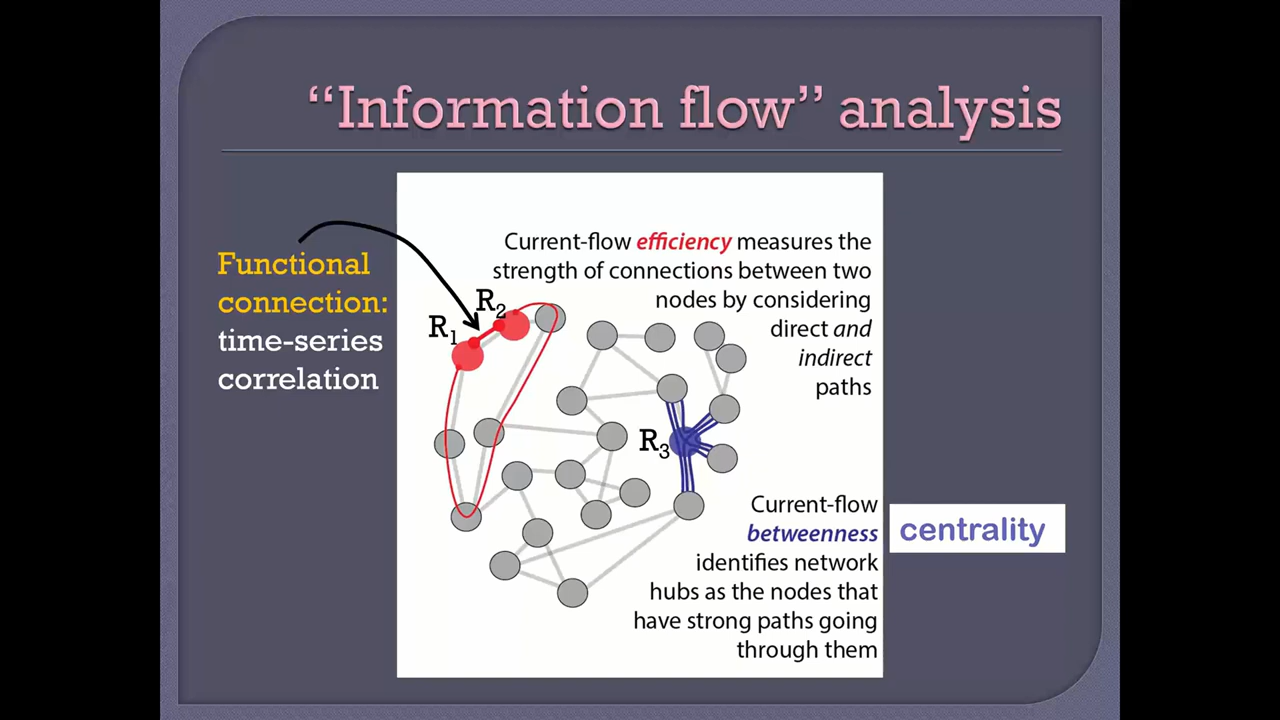 “Information flow” analysis
Functional
connection:
time-series
correlation
Current-flow efficiency measures the
strength of connections between two
nodes by considering
direct and
indirect
paths
R2
R1
R3
Current-flow
betweenness
identifies network
hubs as the nodes that
have strong paths going
through them
centrality